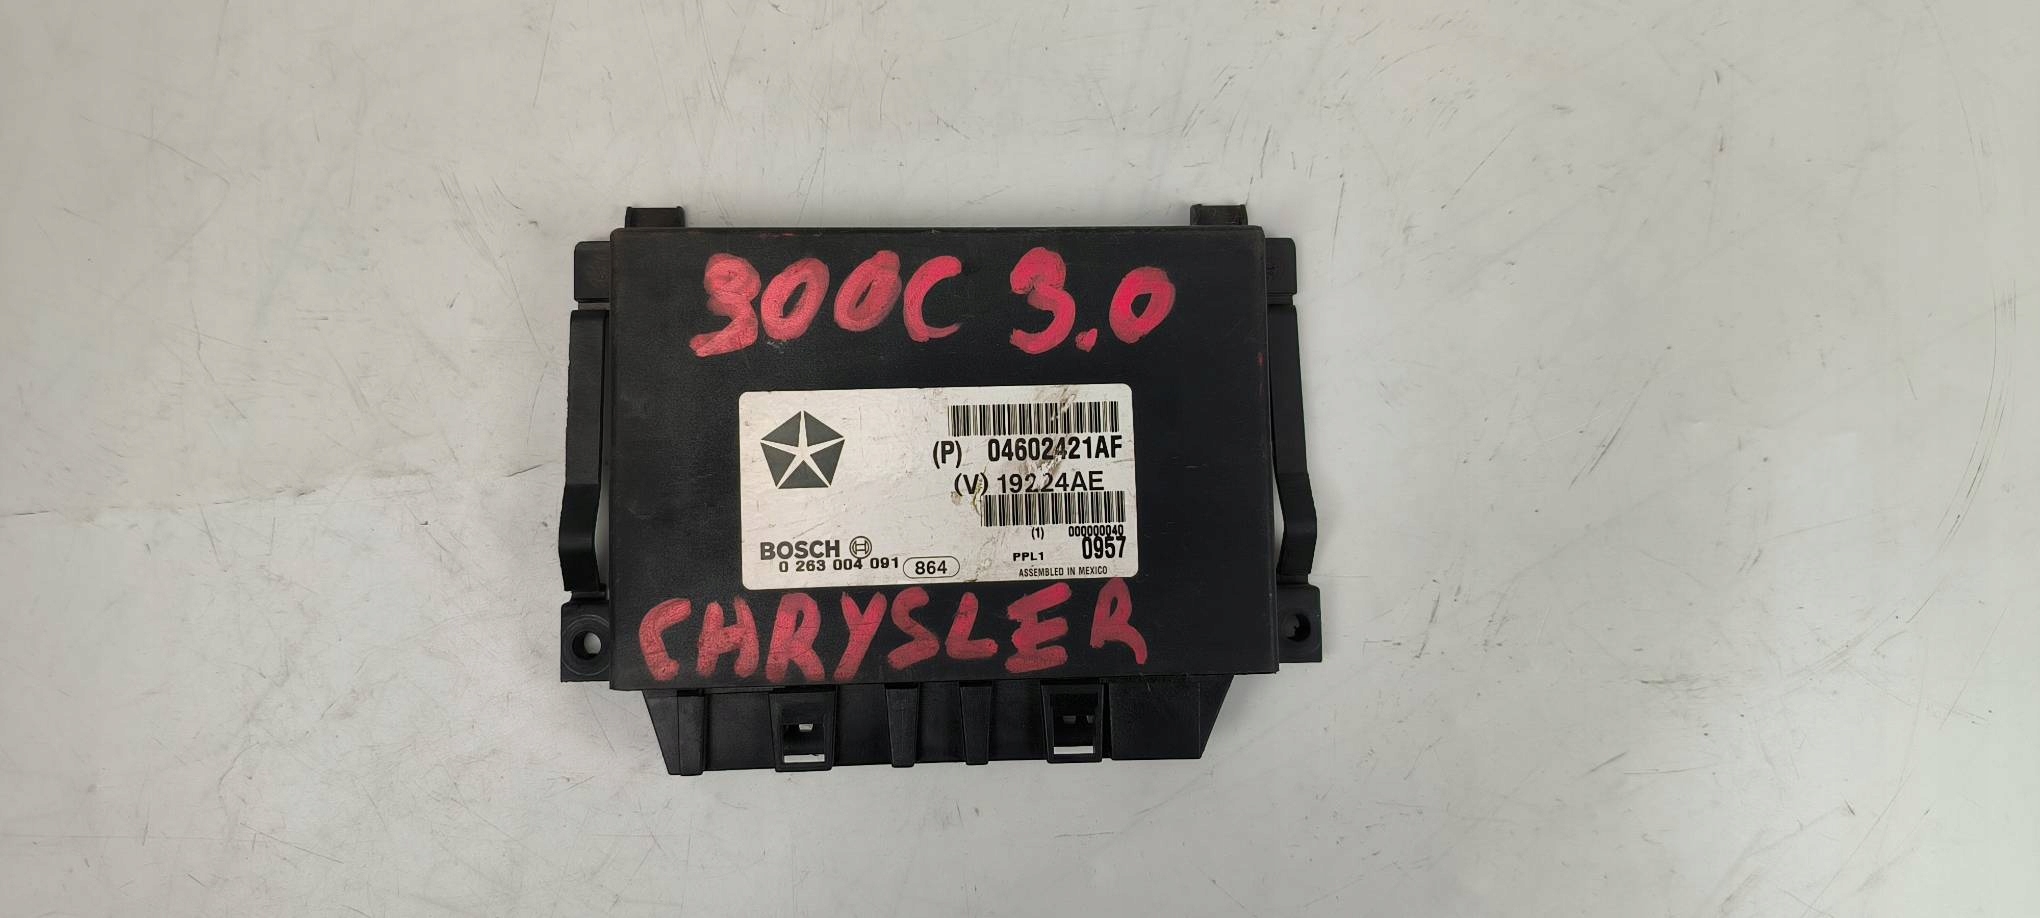 300C 3.0
(P) 04602421AF
(V) 19224AE
(1) 000000040
BOSCH
0 263 004 091 864
PPL1 0957
ASSEMBLED IN MEXICO
CHRYSLER